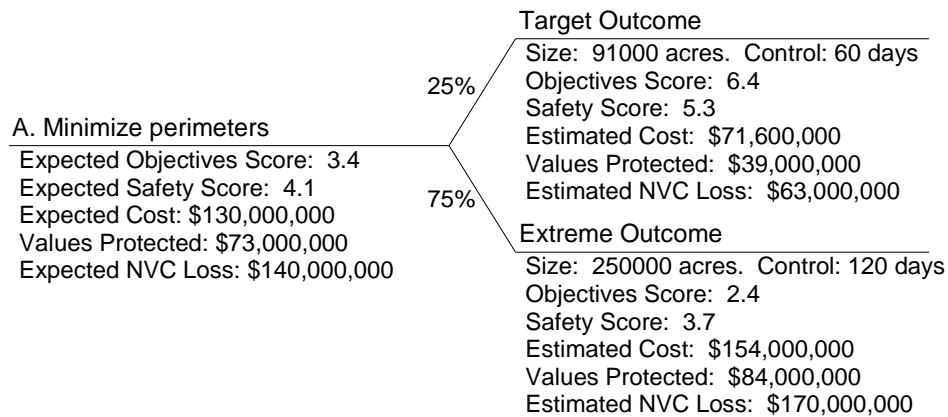 A. Minimize perimeters
Expected Objectives Score: 3.4
Expected Safety Score: 4.1
Expected Cost: $130,000,000
Values Protected: $73,000,000
Expected NVC Loss: $140,000,000
25%
Target Outcome
Size: 91000 acres. Control: 60 days
Objectives Score: 6.4
Safety Score: 5.3
Estimated Cost: $71,600,000
Values Protected: $39,000,000
Estimated NVC Loss: $63,000,000
75%
Extreme Outcome
Size: 250000 acres. Control: 120 days
Objectives Score: 2.4
Safety Score: 3.7
Estimated Cost: $154,000,000
Values Protected: $84,000,000
Estimated NVC Loss: $170,000,000